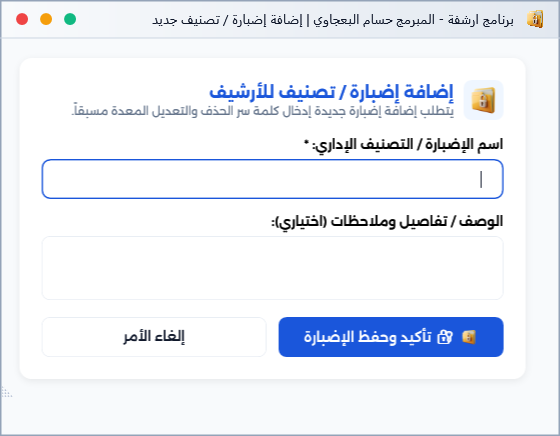 برنامج ارشفة - المبرمج حسام البعجاوي | إضافة إضبارة / تصنيف جديد
إضافة إضبارة / تصنيف للأرشيف
يتطلب إضافة إضبارة جديدة إدخال كلمة سر الحذف والتعديل المعدة مسبقاً.
اسم الإضبارة / التصنيف الإداري: *
الوصف / تفاصيل وملاحظات (اختياري):
تأكيد وحفظ الإضبارة
إلغاء الأمر